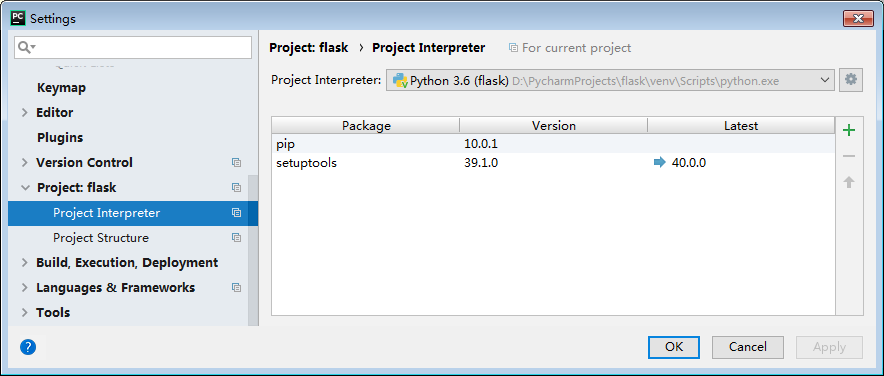 PC Settings
Project: flask › Project Interpreter For current project
Keymap
Editor
Plugins
Version Control
Project: flask
Project Interpreter
Project Structure
Build, Execution, Deployment
Languages & Frameworks
Tools
Project Interpreter: Python 3.6 (flask) D:\PycharmProjects\flask\venv\Scripts\python.exe
Package Version Latest
pip 10.0.1
setuptools 39.1.0 40.0.0
? OK Cancel Apply